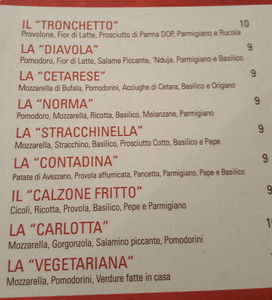 IL “TRONCHETTO” 10
Provolone, Fior di Latte, Prosciutto di Parma DOP, Parmigiano e Rucola
LA “DIAVOLA” 9
Pomodoro, Fior di Latte, Salame Piccante, 'Nduja, Parmigiano e Basilico
LA “CETARESE” 9
Mozzarella di Bufala, Pomodorini, Acciughe di Cetara, Basilico e Origano
LA “NORMA” 9
Pomodoro, Mozzarella, Ricotta, Basilico, Melanzane, Parmigiano
LA “STRACCHINELLA” 9
Mozzarella, Stracchino, Basilico, Prosciutto Cotto, Basilico e Pepe
LA “CONTADINA” 9
Patate di Avezzano, Provola affumicata, Pancetta, Parmigiano, Pepe e Basilico
IL “CALZONE FRITTO” 9
Cicoli, Ricotta, Provola, Basilico, Pepe e Parmigiano
LA “CARLOTTA”
Mozzarella, Gorgonzola, Salamino piccante, Pomodorini
LA “VEGETARIANA”
Mozzarella, Pomodorini, Verdure fatte in casa